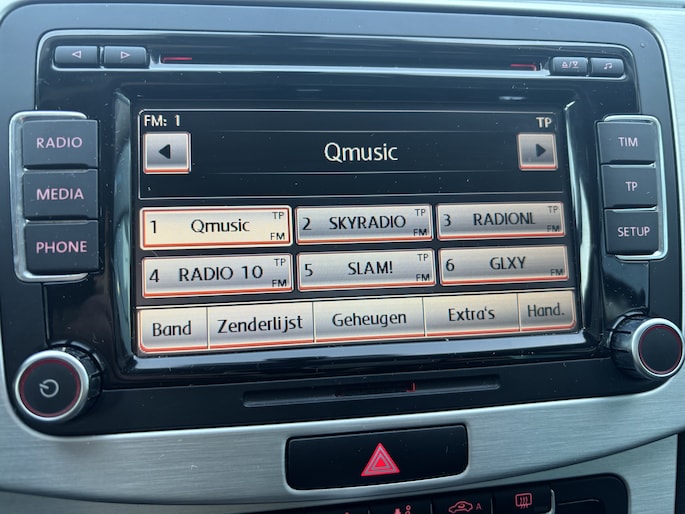 FM: 1 TP
Qmusic
RADIO
MEDIA
PHONE
TIM
TP
SETUP
1 Qmusic TP FM
2 SKYRADIO TP FM
3 RADIONL TP FM
4 RADIO 10 TP FM
5 SLAM! TP FM
6 GLXY FM
Band Zenderlijst Geheugen Extra's Hand.
A